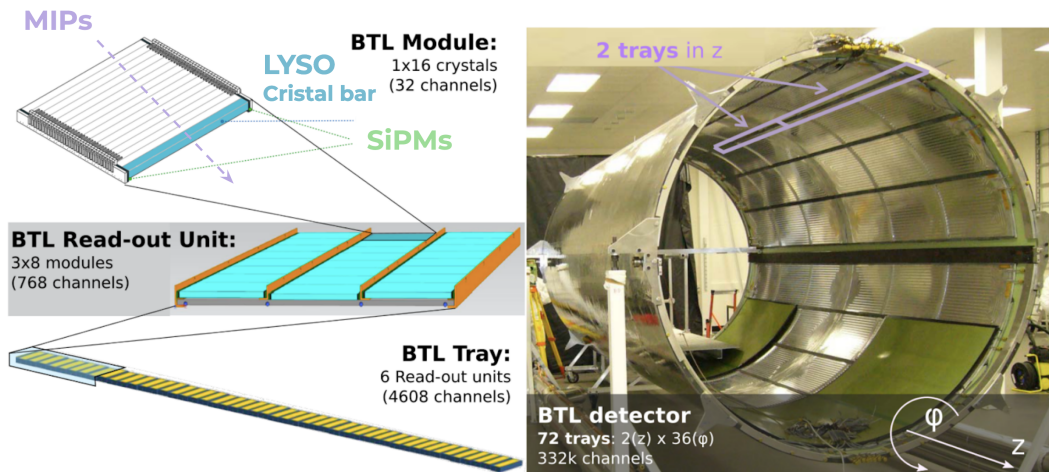 MIPs
BTL Module:
1x16 crystals
(32 channels)
LYSO
Cristal bar
SiPMs
BTL Read-out Unit:
3x8 modules
(768 channels)
BTL Tray:
6 Read-out units
(4608 channels)
2 trays in z
BTL detector
72 trays: 2(z) x 36(φ)
332k channels
φ
z